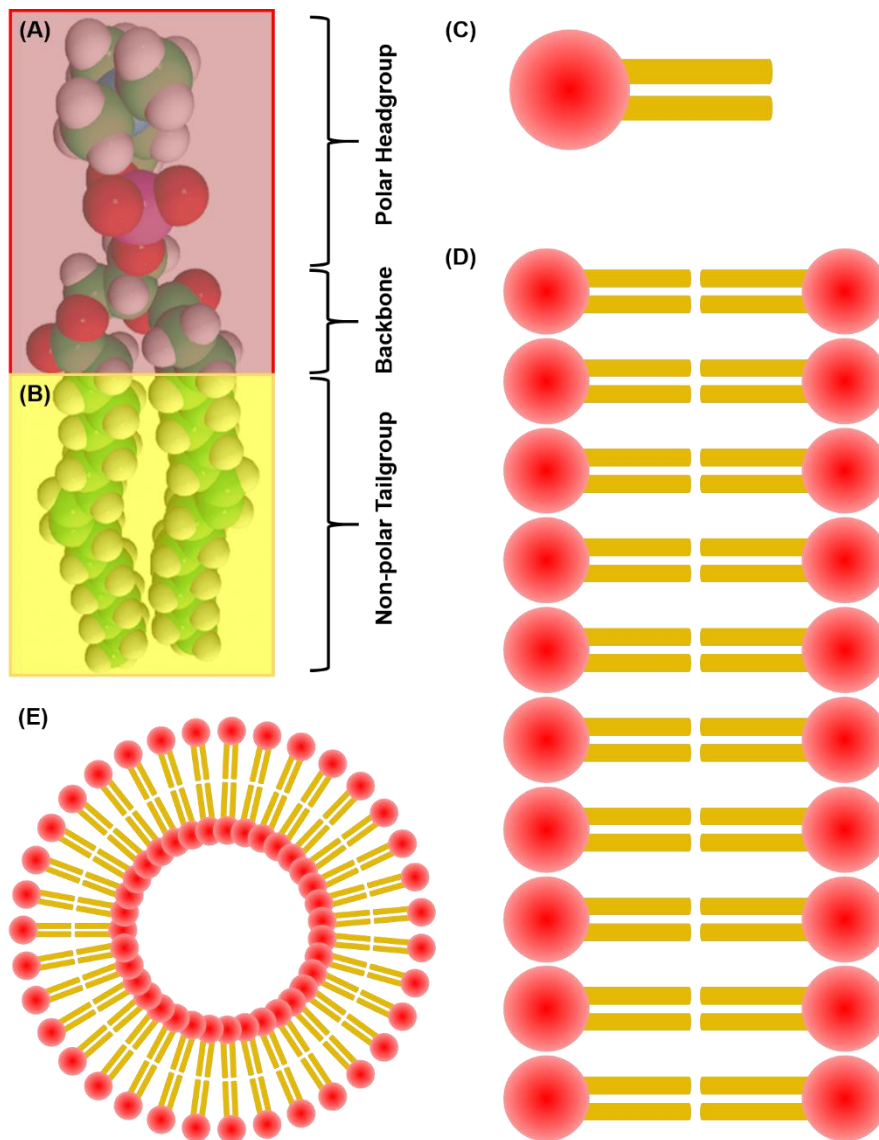 (A)
Polar Headgroup
Backbone
(B)
Non-polar Tailgroup
(C)
(D)
(E)